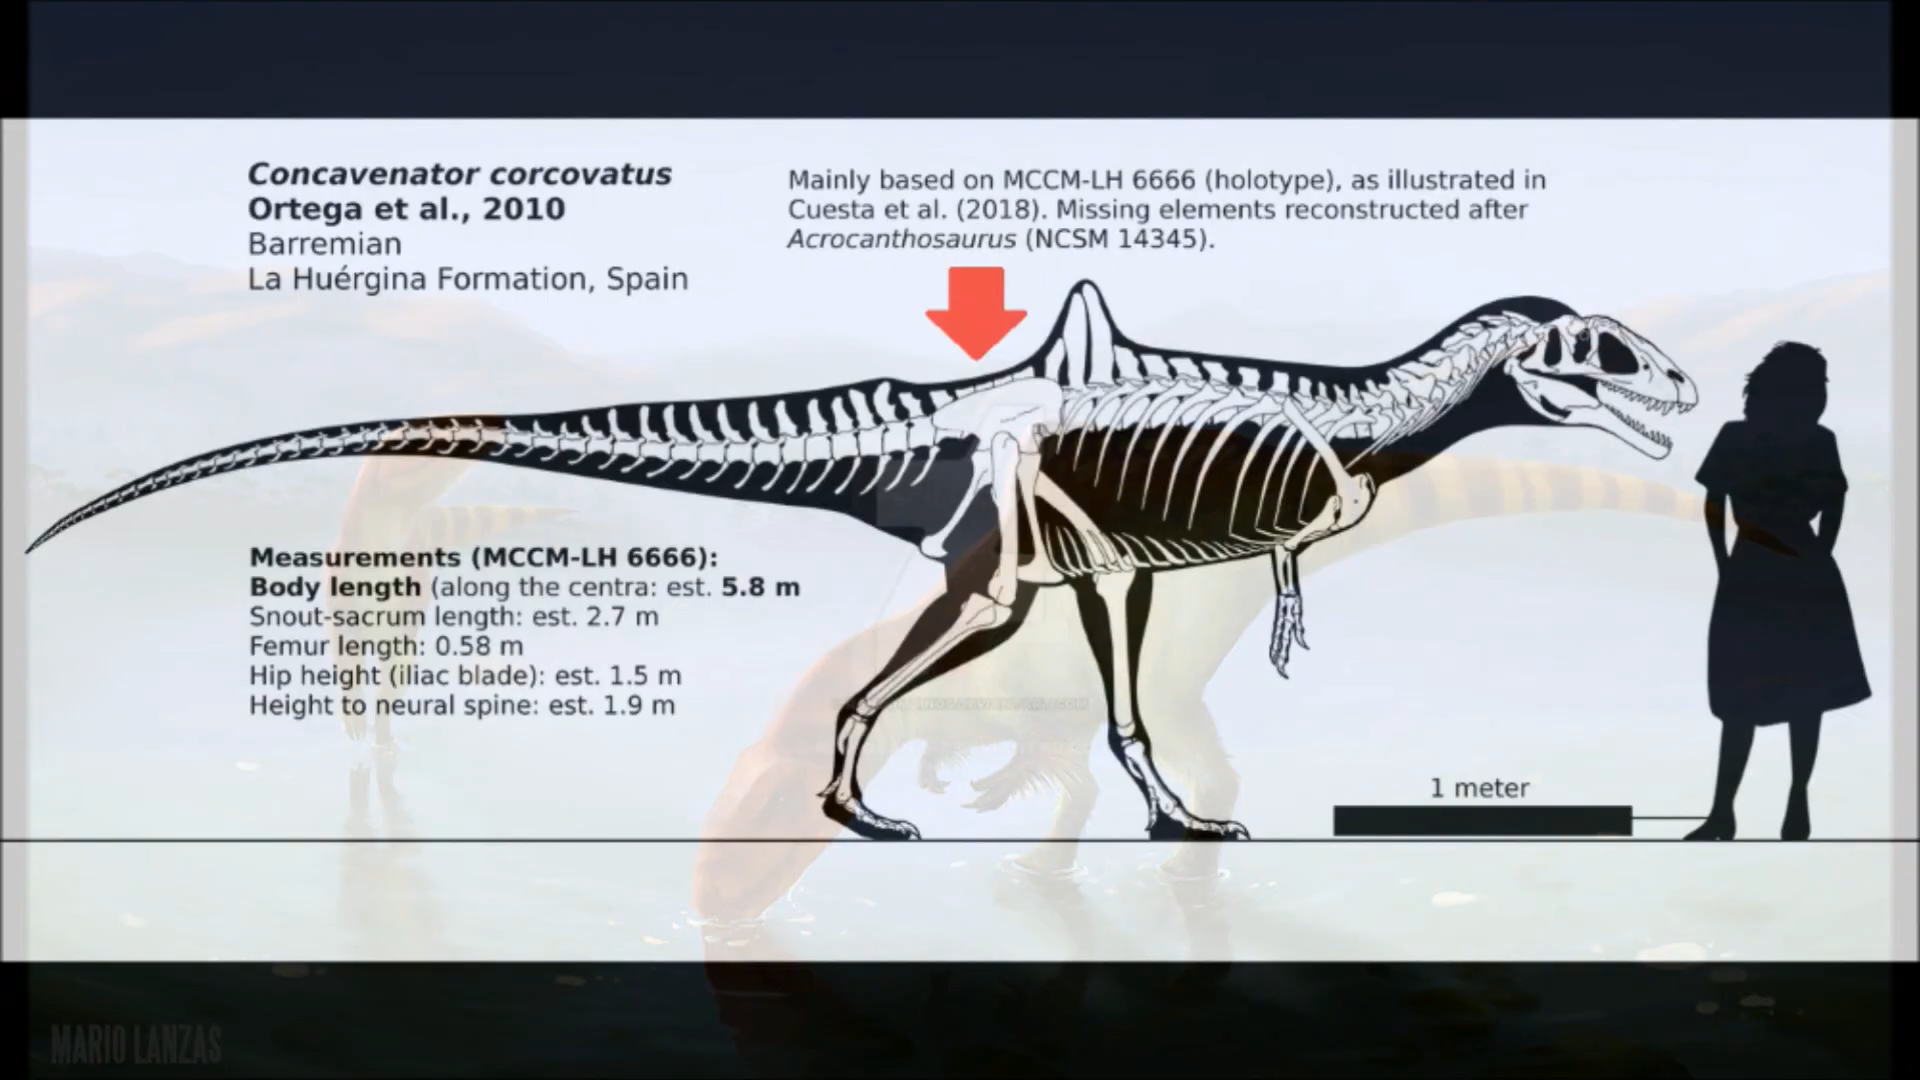 Concavenator corcovatus
Ortega et al., 2010
Barremian
La Huérgina Formation, Spain
Mainly based on MCCM-LH 6666 (holotype), as illustrated in
Cuesta et al. (2018). Missing elements reconstructed after
Acrocanthosaurus (NCSM 14345).
Measurements (MCCM-LH 6666):
Body length (along the centra: est. 5.8 m
Snout-sacrum length: est. 2.7 m
Femur length: 0.58 m
Hip height (iliac blade): est. 1.5 m
Height to neural spine: est. 1.9 m
1 meter
MARIO LANZAS